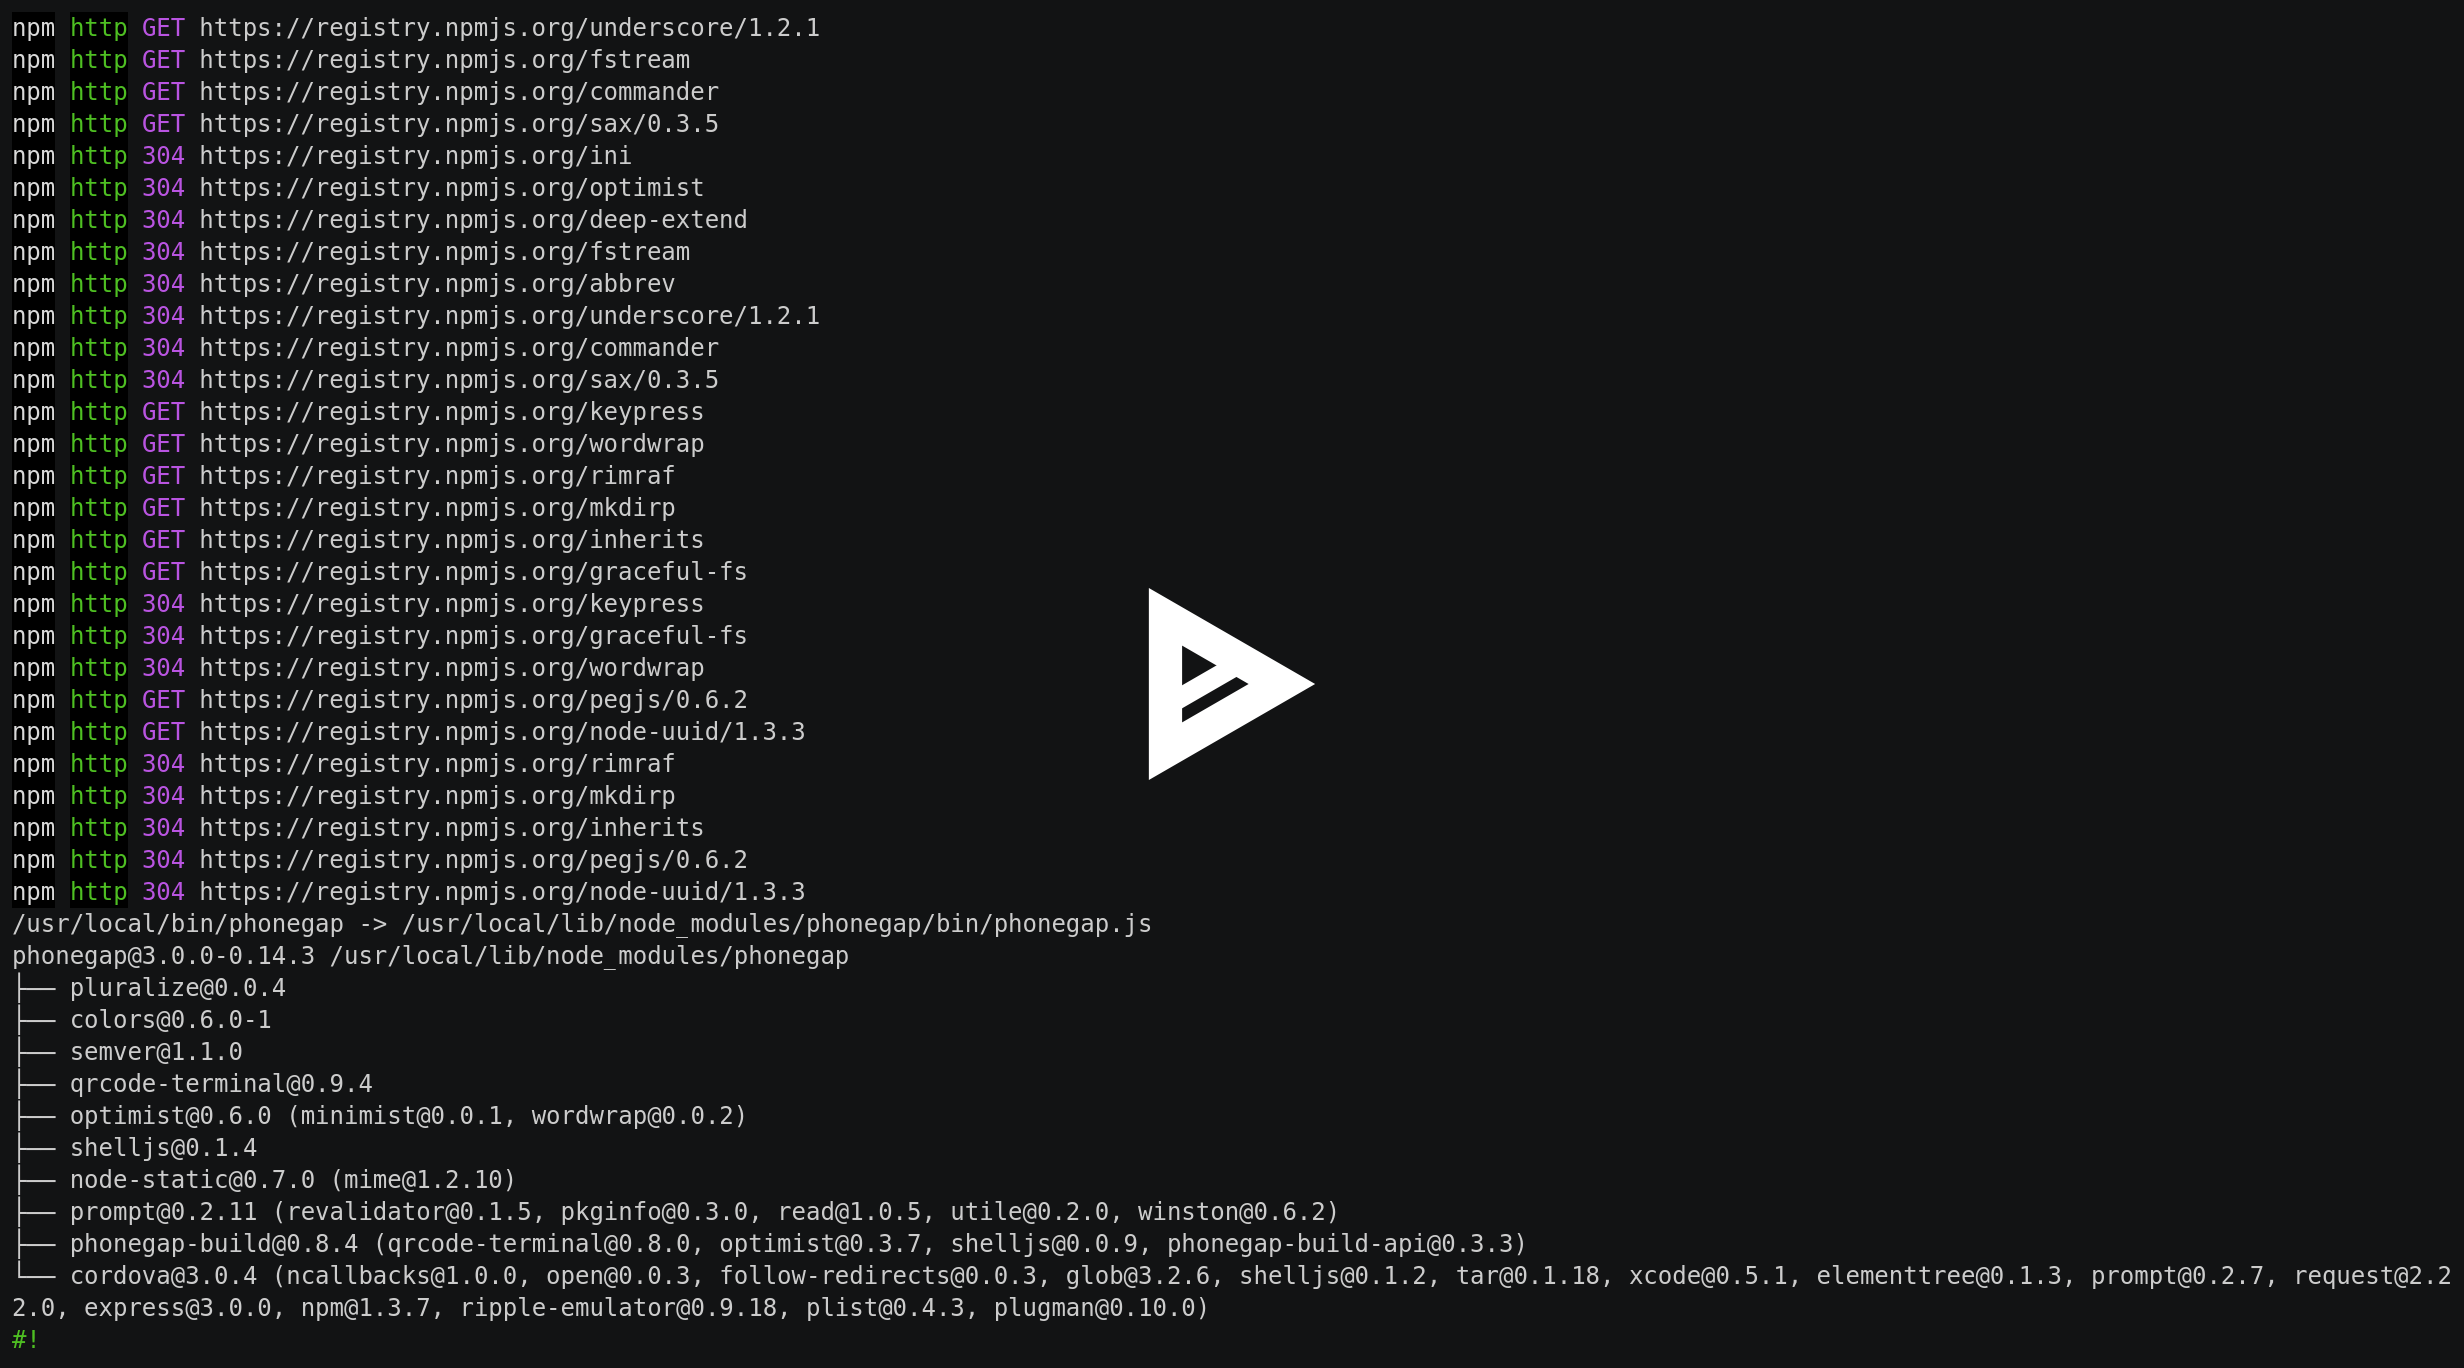 npm http GET https://registry.npmjs.org/underscore/1.2.1
npm http GET https://registry.npmjs.org/fstream
npm http GET https://registry.npmjs.org/commander
npm http GET https://registry.npmjs.org/sax/0.3.5
npm http 304 https://registry.npmjs.org/ini
npm http 304 https://registry.npmjs.org/optimist
npm http 304 https://registry.npmjs.org/deep-extend
npm http 304 https://registry.npmjs.org/fstream
npm http 304 https://registry.npmjs.org/abbrev
npm http 304 https://registry.npmjs.org/underscore/1.2.1
npm http 304 https://registry.npmjs.org/commander
npm http 304 https://registry.npmjs.org/sax/0.3.5
npm http GET https://registry.npmjs.org/keypress
npm http GET https://registry.npmjs.org/wordwrap
npm http GET https://registry.npmjs.org/rimraf
npm http GET https://registry.npmjs.org/mkdirp
npm http GET https://registry.npmjs.org/inherits
npm http GET https://registry.npmjs.org/graceful-fs
npm http 304 https://registry.npmjs.org/keypress
npm http 304 https://registry.npmjs.org/graceful-fs
npm http 304 https://registry.npmjs.org/wordwrap
npm http GET https://registry.npmjs.org/pegjs/0.6.2
npm http GET https://registry.npmjs.org/node-uuid/1.3.3
npm http 304 https://registry.npmjs.org/rimraf
npm http 304 https://registry.npmjs.org/mkdirp
npm http 304 https://registry.npmjs.org/inherits
npm http 304 https://registry.npmjs.org/pegjs/0.6.2
npm http 304 https://registry.npmjs.org/node-uuid/1.3.3
/usr/local/bin/phonegap -> /usr/local/lib/node_modules/phonegap/bin/phonegap.js
phonegap@3.0.0-0.14.3 /usr/local/lib/node_modules/phonegap
├── pluralize@0.0.4
├── colors@0.6.0-1
├── semver@1.1.0
├── qrcode-terminal@0.9.4
├── optimist@0.6.0 (minimist@0.0.1, wordwrap@0.0.2)
├── shelljs@0.1.4
├── node-static@0.7.0 (mime@1.2.10)
├── prompt@0.2.11 (revalidator@0.1.5, pkginfo@0.3.0, read@1.0.5, utile@0.2.0, winston@0.6.2)
├── phonegap-build@0.8.4 (qrcode-terminal@0.8.0, optimist@0.3.7, shelljs@0.0.9, phonegap-build-api@0.3.3)
└── cordova@3.0.4 (ncallbacks@1.0.0, open@0.0.3, follow-redirects@0.0.3, glob@3.2.6, shelljs@0.1.2, tar@0.1.18, xcode@0.5.1, elementtree@0.1.3, prompt@0.2.7, request@2.2
2.0, express@3.0.0, npm@1.3.7, ripple-emulator@0.9.18, plist@0.4.3, plugman@0.10.0)
#!